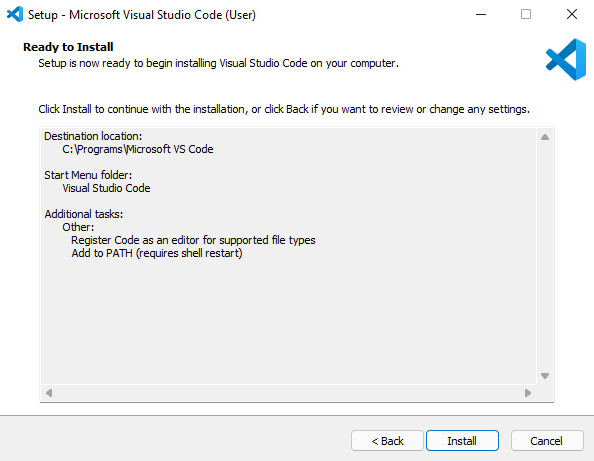 Setup - Microsoft Visual Studio Code (User)
Ready to Install
Setup is now ready to begin installing Visual Studio Code on your computer.
Click Install to continue with the installation, or click Back if you want to review or change any settings.
Destination location:
C:\Programs\Microsoft VS Code
Start Menu folder:
Visual Studio Code
Additional tasks:
Other:
Register Code as an editor for supported file types
Add to PATH (requires shell restart)
< Back
Install
Cancel